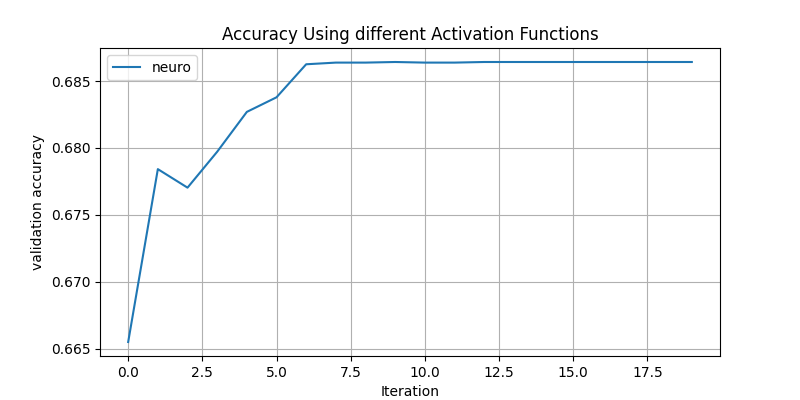 Accuracy Using different Activation Functions
neuro
validation accuracy
0.685
0.680
0.675
0.670
0.665
0.0 2.5 5.0 7.5 10.0 12.5 15.0 17.5
Iteration